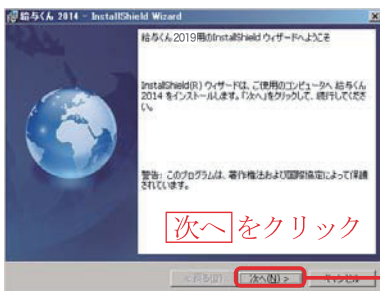 給与くん 2014 - InstallShield Wizard
給与くん2019用のInstallShield ウィザードへようこそ
InstallShield(R) ウィザードは、ご使用のコンピュータへ 給与くん
2014 をインストールします。「次へ」をクリックして、続行してくださ
い。
警告: このプログラムは、著作権法および国際協定によって保護
されています。
次へをクリック
< 戻る(B) 次へ(N) > キャンセル